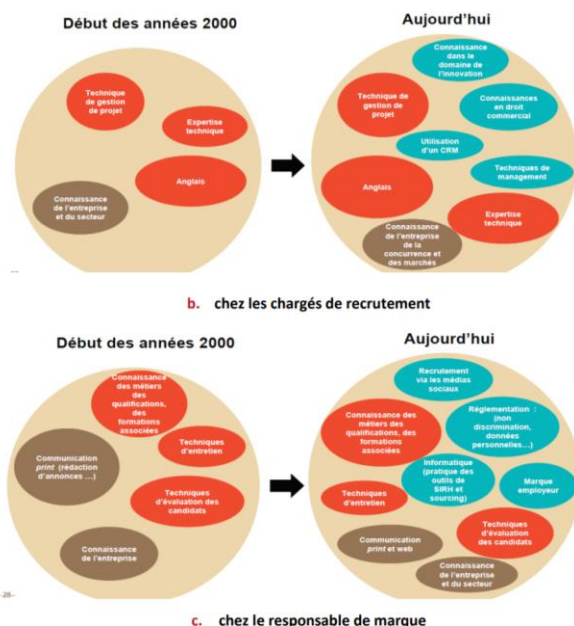 Début des années 2000
Aujourd’hui
Technique
de gestion
de projet
Expertise
technique
Anglais
Connaissance
de l’entreprise
et du secteur
Connaissance
dans le
domaine de
l’innovation
Technique de
gestion de
projet
Connaissances
en droit
commercial
Utilisation
d’un CRM
Techniques de
management
Anglais
Expertise
technique
Connaissance
de l’entreprise
de la
concurrence et
des marchés
b. chez les chargés de recrutement
Début des années 2000
Aujourd’hui
Connaissance
des métiers
des
qualifications,
des
formations
associées
Communication
print (rédaction
d’annonces ...)
Techniques
d’entretien
Techniques
d’évaluation des
candidats
Connaissance
de l’entreprise
Recrutement
via les médias
sociaux
Connaissance des
métiers des
qualifications, des
formations
associées
Réglementation :
(non
discrimination,
données
personnelles...)
Informatique
(pratique des
outils de
SIRH et
sourcing)
Marque
employeur
Techniques
d’entretien
Techniques
d’évaluation
des candidats
Communication
print et web
Connaissance
de l’entreprise et
du secteur
28
c. chez le responsable de marque